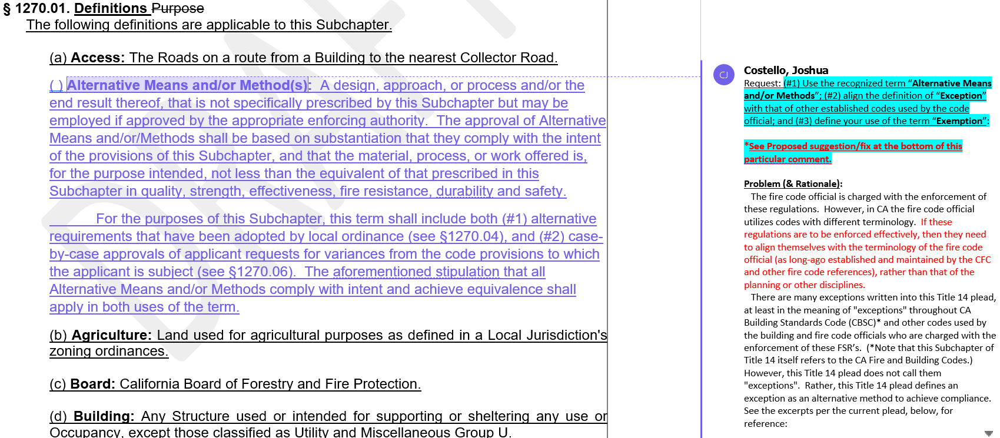 § 1270.01. Definitions Purpose
The following definitions are applicable to this Subchapter.
(a) Access: The Roads on a route from a Building to the nearest Collector Road.
( ) Alternative Means and/or Method(s):  A design, approach, or process and/or the
end result thereof, that is not specifically prescribed by this Subchapter but may be
employed if approved by the appropriate enforcing authority.  The approval of Alternative
Means and/or/Methods shall be based on substantiation that they comply with the intent
of the provisions of this Subchapter, and that the material, process, or work offered is,
for the purpose intended, not less than the equivalent of that prescribed in this
Subchapter in quality, strength, effectiveness, fire resistance, durability and safety.
For the purposes of this Subchapter, this term shall include both (#1) alternative
requirements that have been adopted by local ordinance (see §1270.04), and (#2) case-
by-case approvals of applicant requests for variances from the code provisions to which
the applicant is subject (see §1270.06).  The aforementioned stipulation that all
Alternative Means and/or Methods comply with intent and achieve equivalence shall
apply in both uses of the term.
(b) Agriculture: Land used for agricultural purposes as defined in a Local Jurisdiction's
zoning ordinances.
(c) Board: California Board of Forestry and Fire Protection.
(d) Building: Any Structure used or intended for supporting or sheltering any use or
Occupancy, except those classified as Utility and Miscellaneous Group U.
DRAFT
CJ
Costello, Joshua
Request: (#1) Use the recognized term “Alternative Means
and/or Methods”; (#2) align the definition of “Exception”
with that of other established codes used by the code
official; and (#3) define your use of the term “Exemption”:
*See Proposed suggestion/fix at the bottom of this
particular comment.
Problem (& Rationale):
The fire code official is charged with the enforcement of
these regulations.  However, in CA the fire code official
utilizes codes with different terminology.  If these
regulations are to be enforced effectively, then they need
to align themselves with the terminology of the fire code
official (as long-ago established and maintained by the CFC
and other fire code references), rather than that of the
planning or other disciplines.
There are many exceptions written into this Title 14 plead,
at least in the meaning of "exceptions" throughout CA
Building Standards Code (CBSC)* and other codes used by
the building and fire code officials who are charged with the
enforcement of these FSR’s.  (*Note that this Subchapter of
Title 14 itself refers to the CA Fire and Building Codes.)
However, this Title 14 plead does not call them
"exceptions".  Rather, this Title 14 plead defines an
exception as an alternative method to achieve compliance.
See the excerpts per the current plead, below, for
reference: